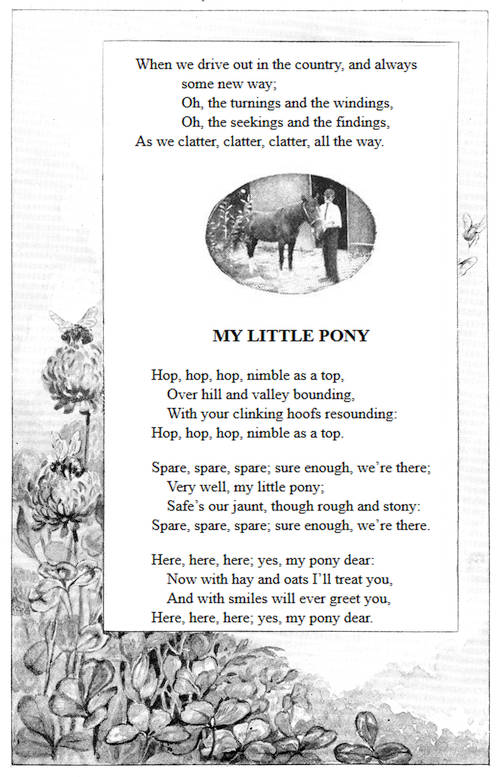 When we drive out in the country, and always
some new way;
Oh, the turnings and the windings,
Oh, the seekings and the findings,
As we clatter, clatter, clatter, all the way.
MY LITTLE PONY
Hop, hop, hop, nimble as a top,
Over hill and valley bounding,
With your clinking hoofs resounding:
Hop, hop, hop, nimble as a top.
Spare, spare, spare; sure enough, we’re there;
Very well, my little pony;
Safe’s our jaunt, though rough and stony:
Spare, spare, spare; sure enough, we’re there.
Here, here, here; yes, my pony dear:
Now with hay and oats I’ll treat you,
And with smiles will ever greet you,
Here, here, here; yes, my pony dear.